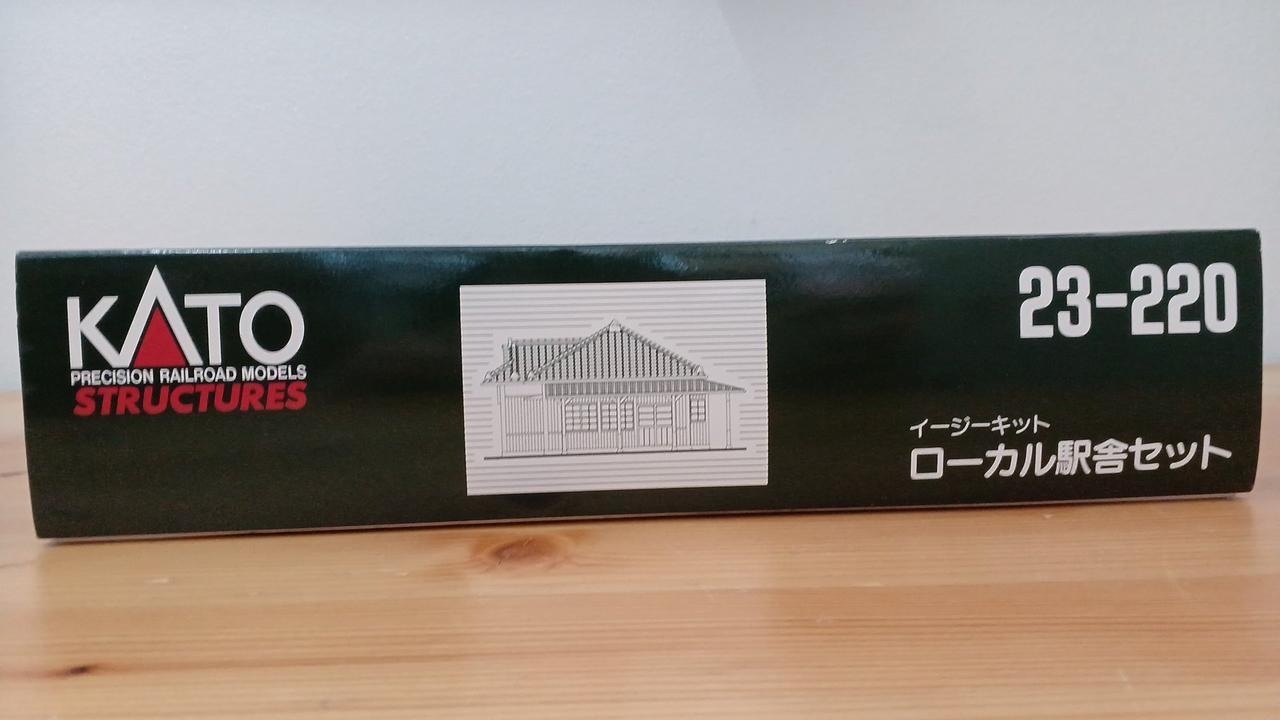 KATO
PRECISION RAILROAD MODELS
STRUCTURES
23-220
イージーキット
ローカル駅舎セット